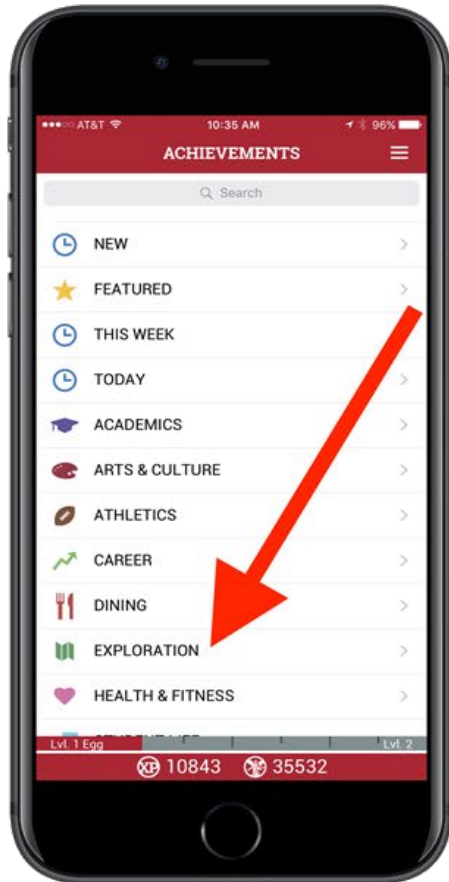 AT&T 10:35 AM 96%
ACHIEVEMENTS
Search
NEW
FEATURED
THIS WEEK
TODAY
ACADEMICS
ARTS & CULTURE
ATHLETICS
CAREER
DINING
EXPLORATION
HEALTH & FITNESS
Lvl. 1 Egg Lvl. 2
XP 10843 35532